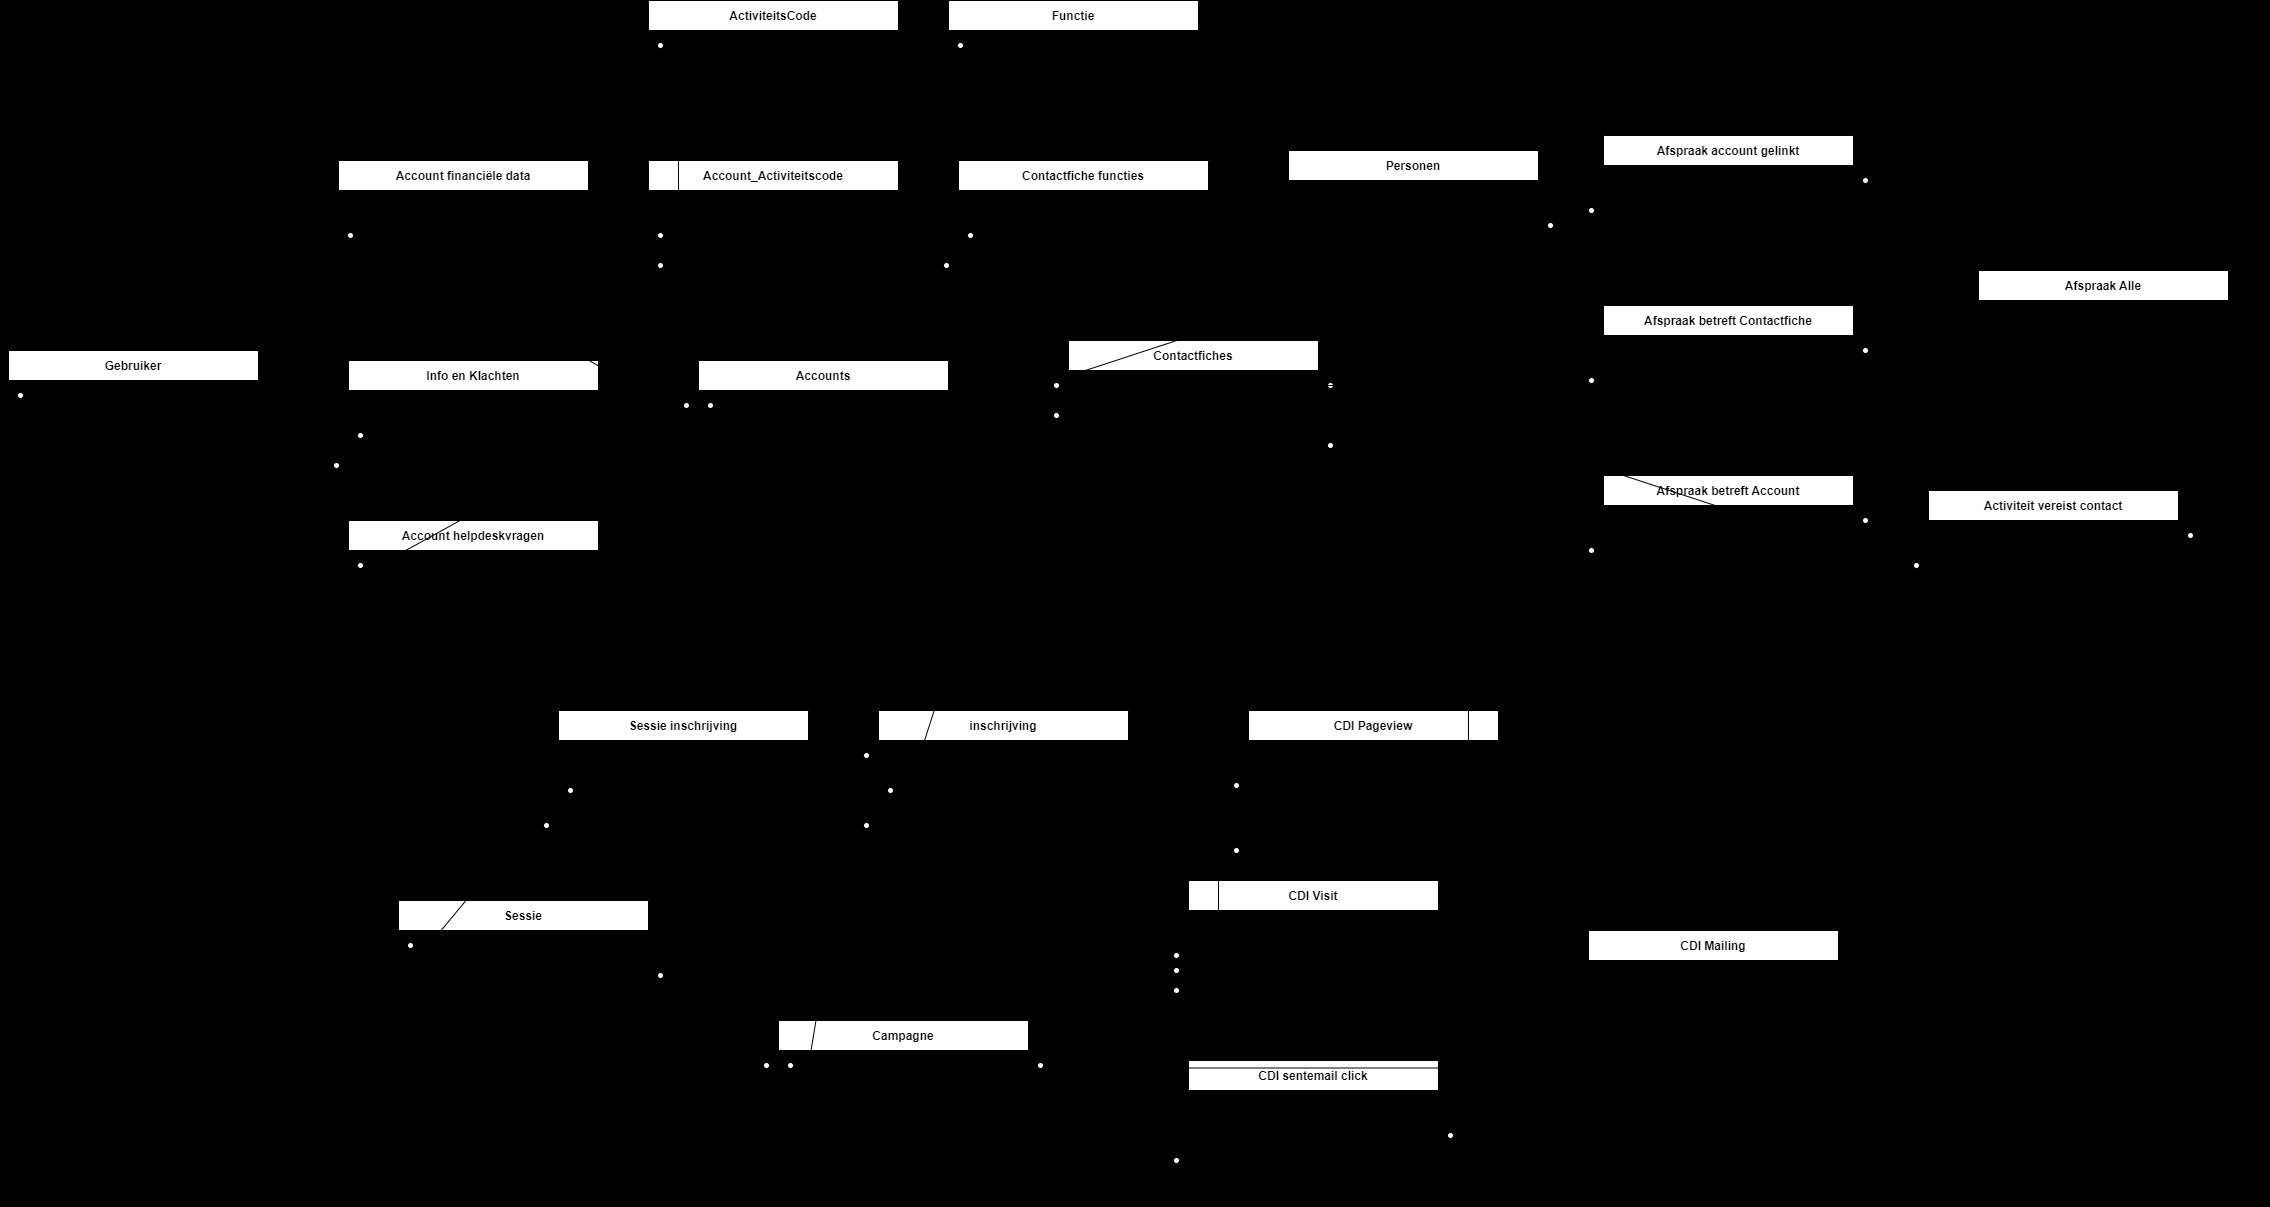 ActiviteitsCode
Functie
Afspraak account gelinkt
Personen
Account financiële data
Account_Activiteitscode
Contactfiche functies
Afspraak Alle
Afspraak betreft Contactfiche
Contactfiches
Gebruiker
Info en Klachten
Accounts
Afspraak betreft Account
Activiteit vereist contact
Account helpdeskvragen
Sessie inschrijving
inschrijving
CDI Pageview
CDI Visit
Sessie
CDI Mailing
Campagne
CDI sentemail click